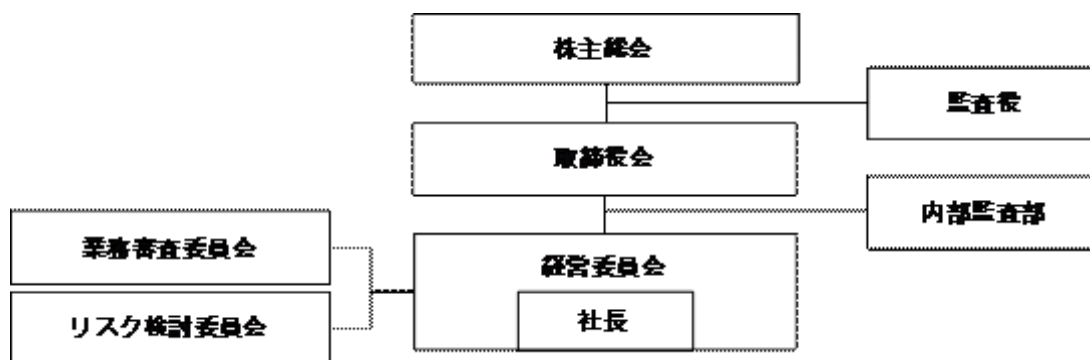 株主総会
監査役
取締役会
内部監査部
業務審査委員会
経営委員会
リスク検討委員会
社長